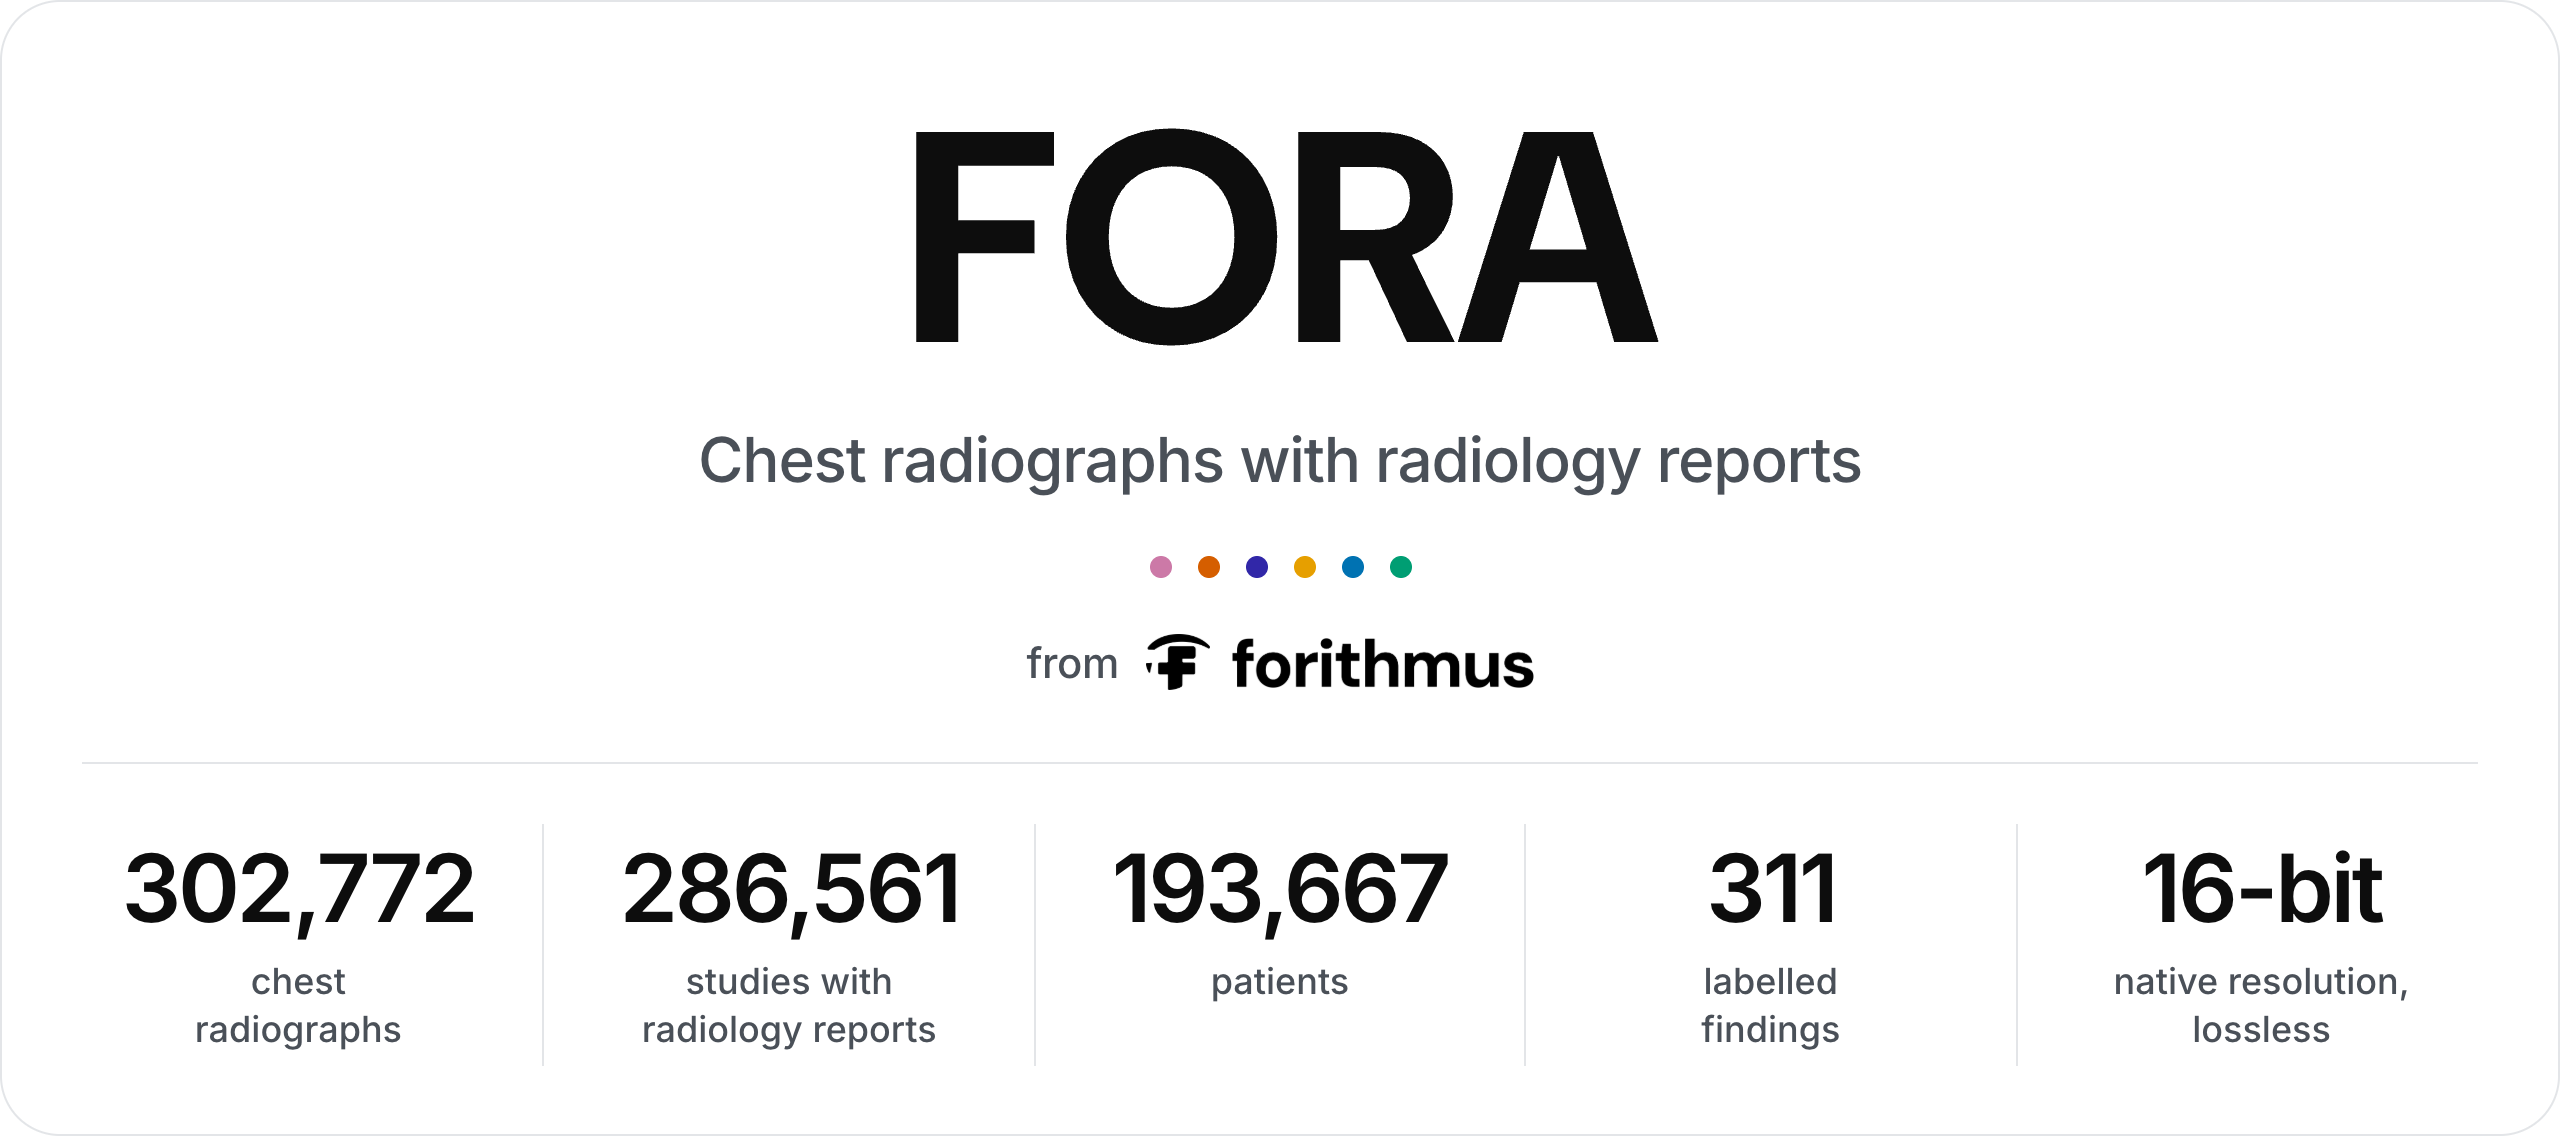 FORA
Chest radiographs with radiology reports
from forithmus
302,772
chest
radiographs
286,561
studies with
radiology reports
193,667
patients
311
labelled
findings
16-bit
native resolution,
lossless